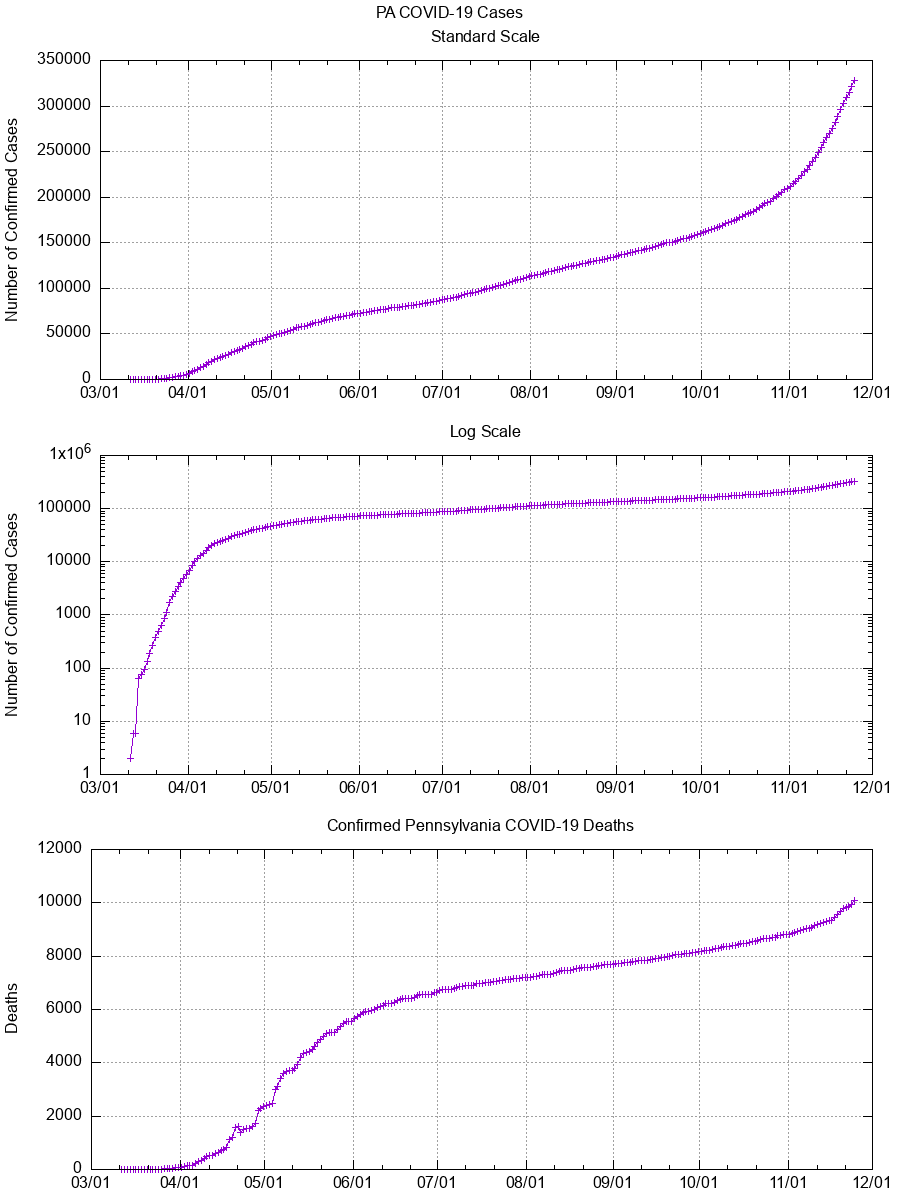 PA COVID-19 Cases
Standard Scale
350000
300000
250000
200000
150000
100000
50000
0
Number of Confirmed Cases
03/01 04/01 05/01 06/01 07/01 08/01 09/01 10/01 11/01 12/01
Log Scale
1x10⁶
100000
10000
1000
100
10
1
Number of Confirmed Cases
03/01 04/01 05/01 06/01 07/01 08/01 09/01 10/01 11/01 12/01
Confirmed Pennsylvania COVID-19 Deaths
12000
10000
8000
6000
4000
2000
0
Deaths
03/01 04/01 05/01 06/01 07/01 08/01 09/01 10/01 11/01 12/01